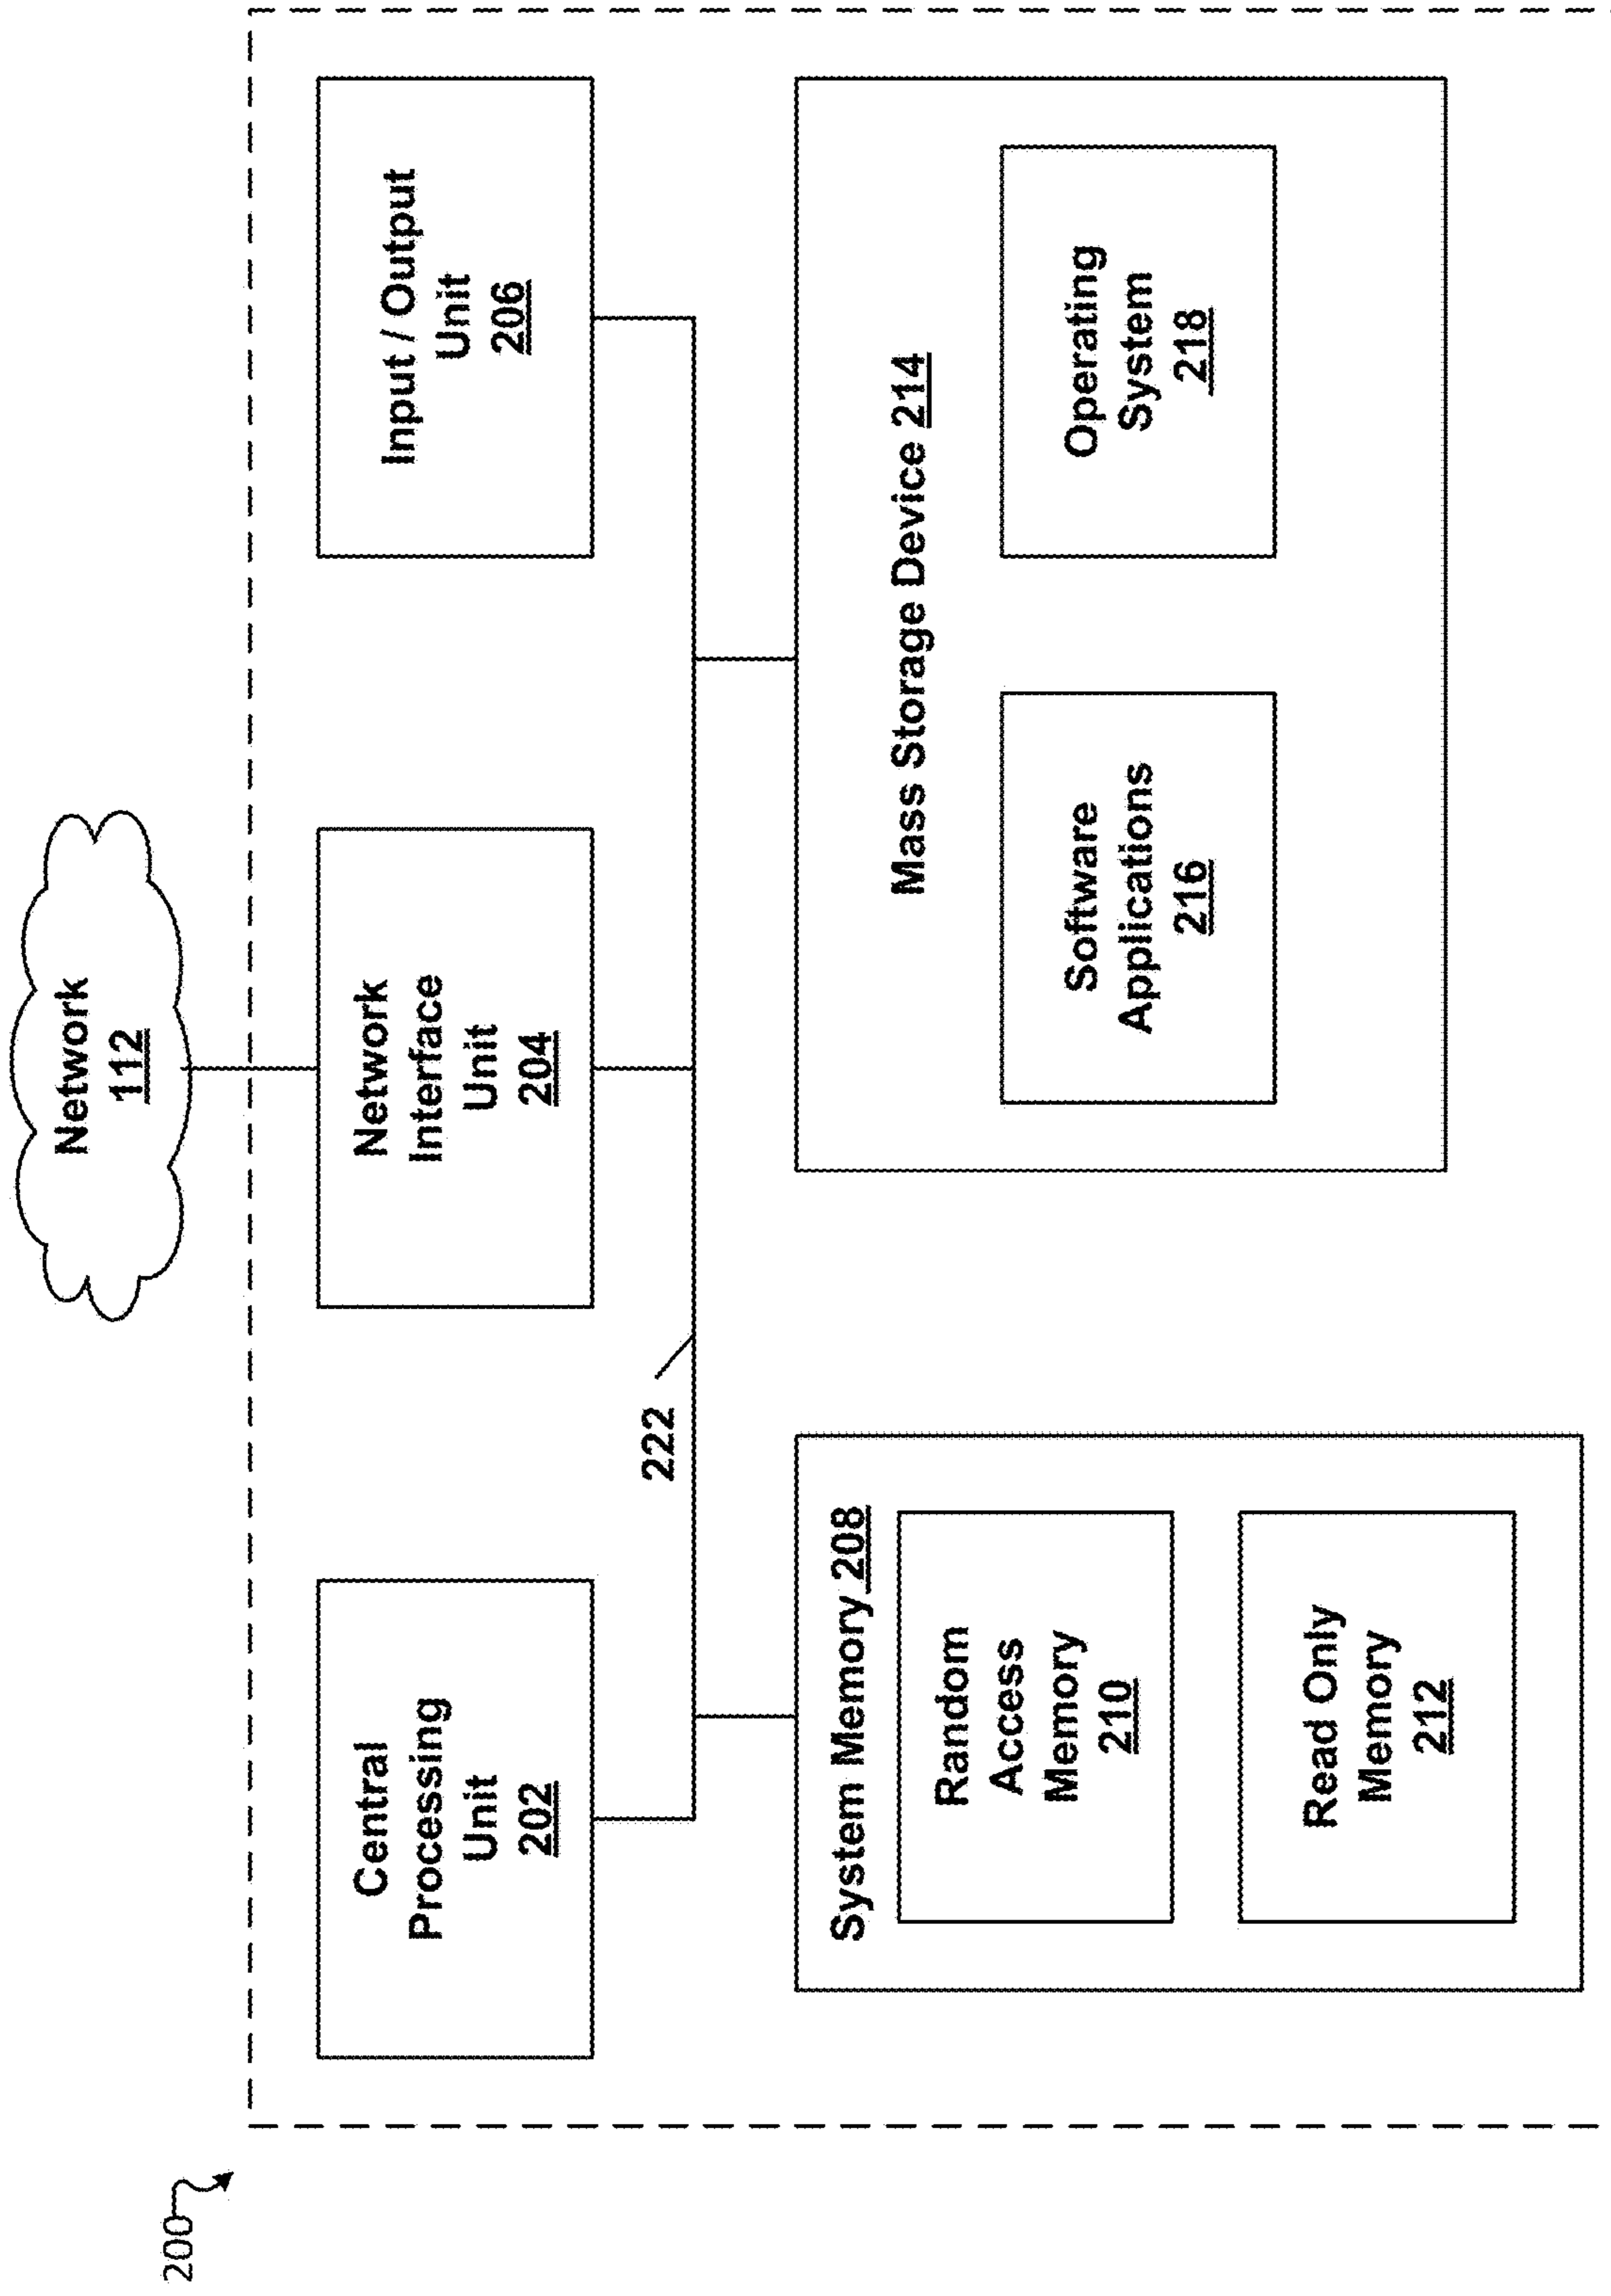 200
Network
112
Central
Processing
Unit
202
Network
Interface
Unit
204
Input / Output
Unit
206
222
System Memory 208
Random
Access
Memory
210
Read Only
Memory
212
Mass Storage Device 214
Software
Applications
216
Operating
System
218